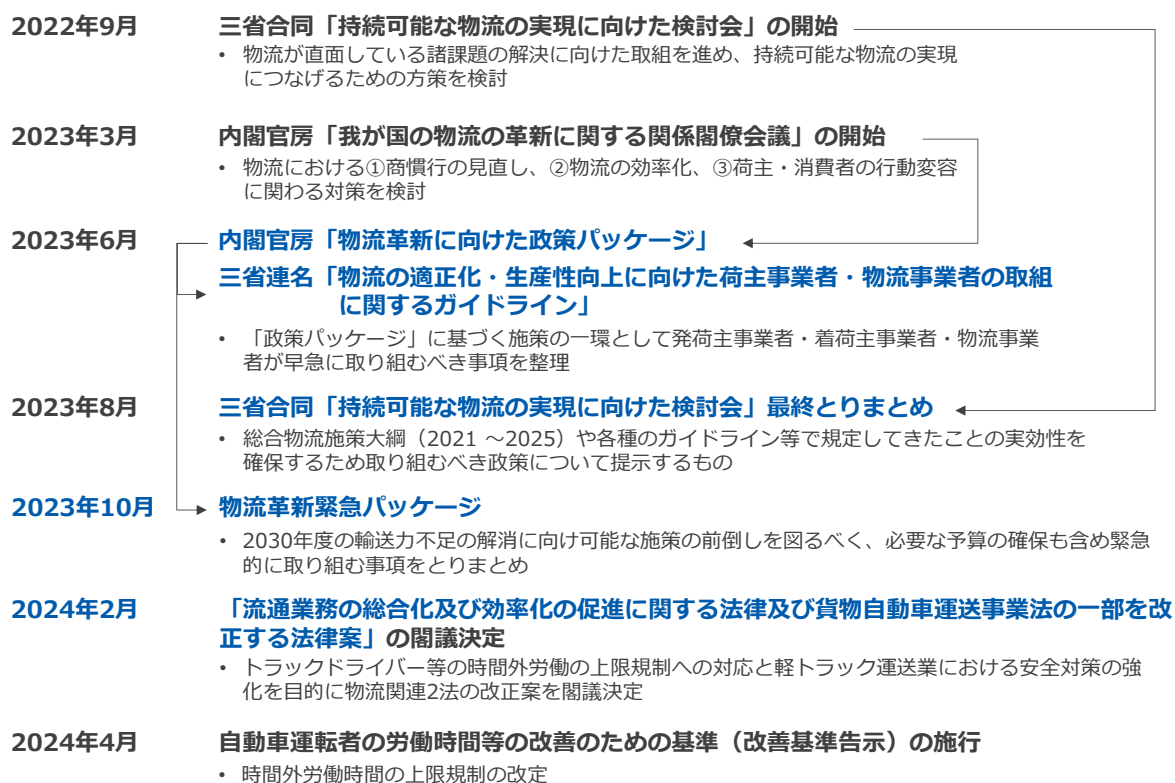 2022年9月 三省合同「持続可能な物流の実現に向けた検討会」の開始
• 物流が直面している諸課題の解決に向けた取組を進め、持続可能な物流の実現
につなげるための方策を検討
2023年3月 内閣官房「我が国の物流の革新に関する関係閣僚会議」の開始
• 物流における①商慣行の見直し、②物流の効率化、③荷主・消費者の行動変容
に関わる対策を検討
2023年6月 内閣官房「物流革新に向けた政策パッケージ」
三省連名「物流の適正化・生産性向上に向けた荷主事業者・物流事業者の取組
に関するガイドライン」
• 「政策パッケージ」に基づく施策の一環として発荷主事業者・着荷主事業者・物流事業
者が早急に取り組むべき事項を整理
2023年8月 三省合同「持続可能な物流の実現に向けた検討会」最終とりまとめ
• 総合物流施策大綱（2021 ～2025）や各種のガイドライン等で規定してきたことの実効性を
確保するため取り組むべき政策について提示するもの
2023年10月 物流革新緊急パッケージ
• 2030年度の輸送力不足の解消に向け可能な施策の前倒しを図るべく、必要な予算の確保も含め緊急
的に取り組む事項をとりまとめ
2024年2月 「流通業務の総合化及び効率化の促進に関する法律及び貨物自動車運送事業法の一部を改
正する法律案」の閣議決定
• トラックドライバー等の時間外労働の上限規制への対応と軽トラック運送業における安全対策の強
化を目的に物流関連2法の改正案を閣議決定
2024年4月 自動車運転者の労働時間等の改善のための基準（改善基準告示）の施行
• 時間外労働時間の上限規制の改定